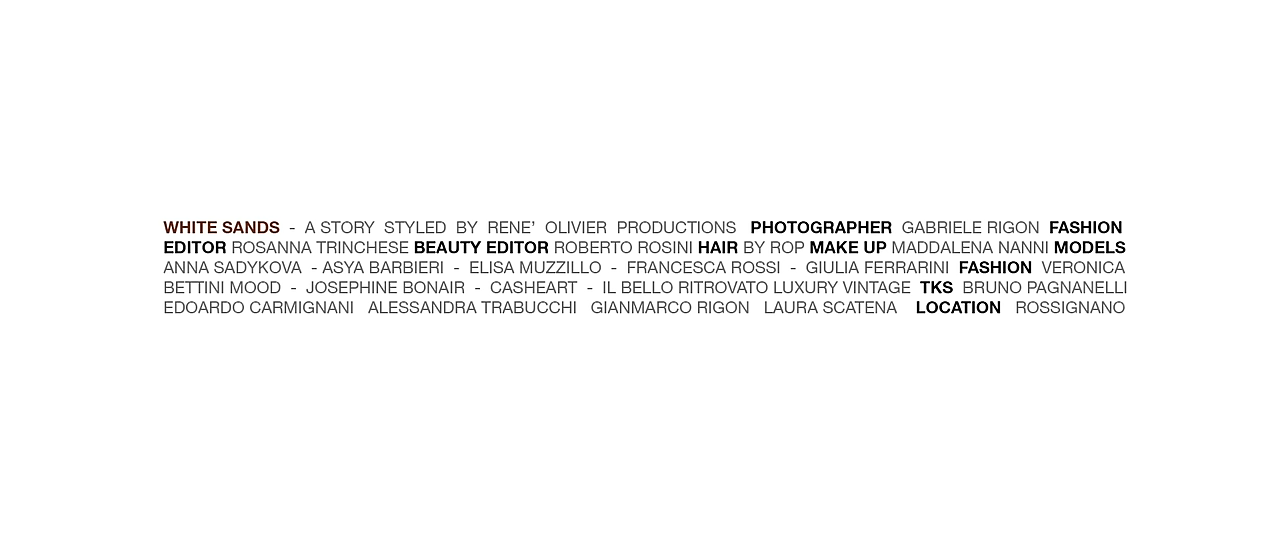 WHITE SANDS - A STORY STYLED BY RENE’ OLIVIER PRODUCTIONS PHOTOGRAPHER GABRIELE RIGON FASHION
EDITOR ROSANNA TRINCHESE BEAUTY EDITOR ROBERTO ROSINI HAIR BY ROP MAKE UP MADDALENA NANNI MODELS
ANNA SADYKOVA - ASYA BARBIERI - ELISA MUZZILLO - FRANCESCA ROSSI - GIULIA FERRARINI FASHION VERONICA
BETTINI MOOD - JOSEPHINE BONAIR - CASHEART - IL BELLO RITROVATO LUXURY VINTAGE TKS BRUNO PAGNANELLI
EDOARDO CARMIGNANI ALESSANDRA TRABUCCHI GIANMARCO RIGON LAURA SCATENA LOCATION ROSSIGNANO